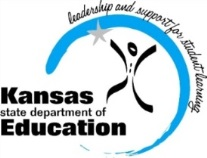 leadership and support for student learning
Kansas
state department of
Education